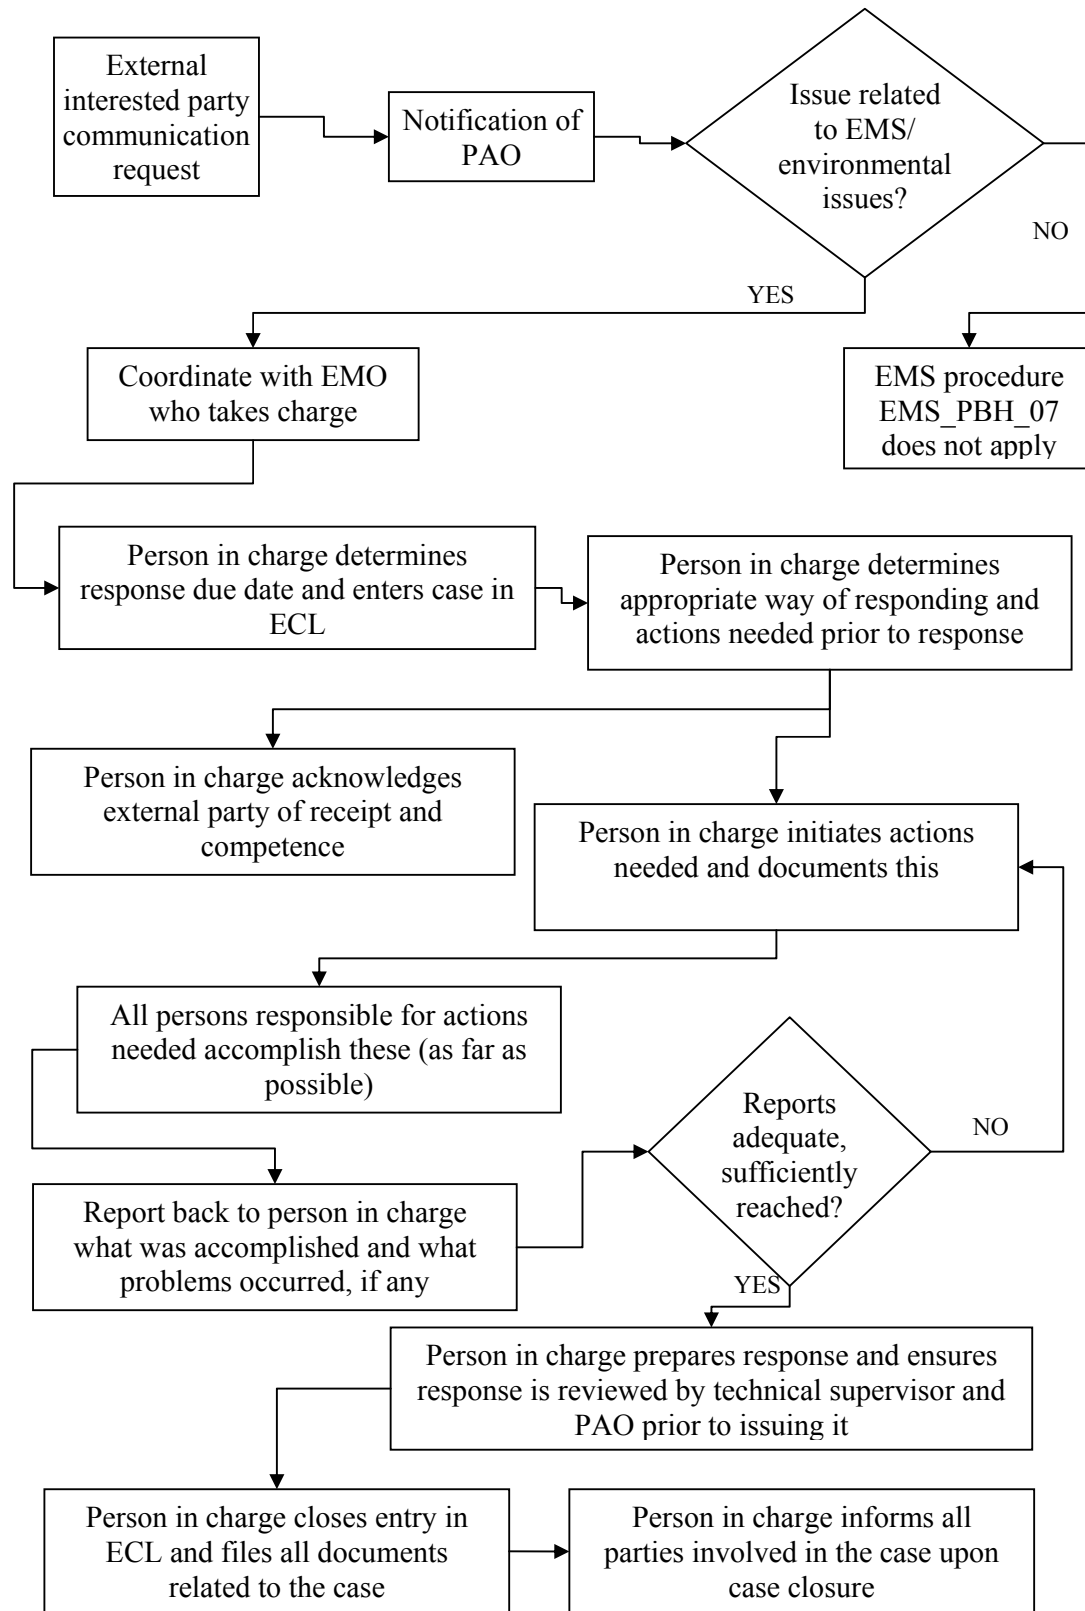 External
interested party
communication
request
Notification of
PAO
Issue related
to EMS/
environmental
issues?
NO
YES
Coordinate with EMO
who takes charge
EMS procedure
EMS_PBH_07
does not apply
Person in charge determines
response due date and enters case in
ECL
Person in charge determines
appropriate way of responding and
actions needed prior to response
Person in charge acknowledges
external party of receipt and
competence
Person in charge initiates actions
needed and documents this
All persons responsible for actions
needed accomplish these (as far as
possible)
Reports
adequate,
sufficiently
reached?
NO
Report back to person in charge
what was accomplished and what
problems occurred, if any
YES
Person in charge prepares response and ensures
response is reviewed by technical supervisor and
PAO prior to issuing it
Person in charge closes entry in
ECL and files all documents
related to the case
Person in charge informs all
parties involved in the case upon
case closure